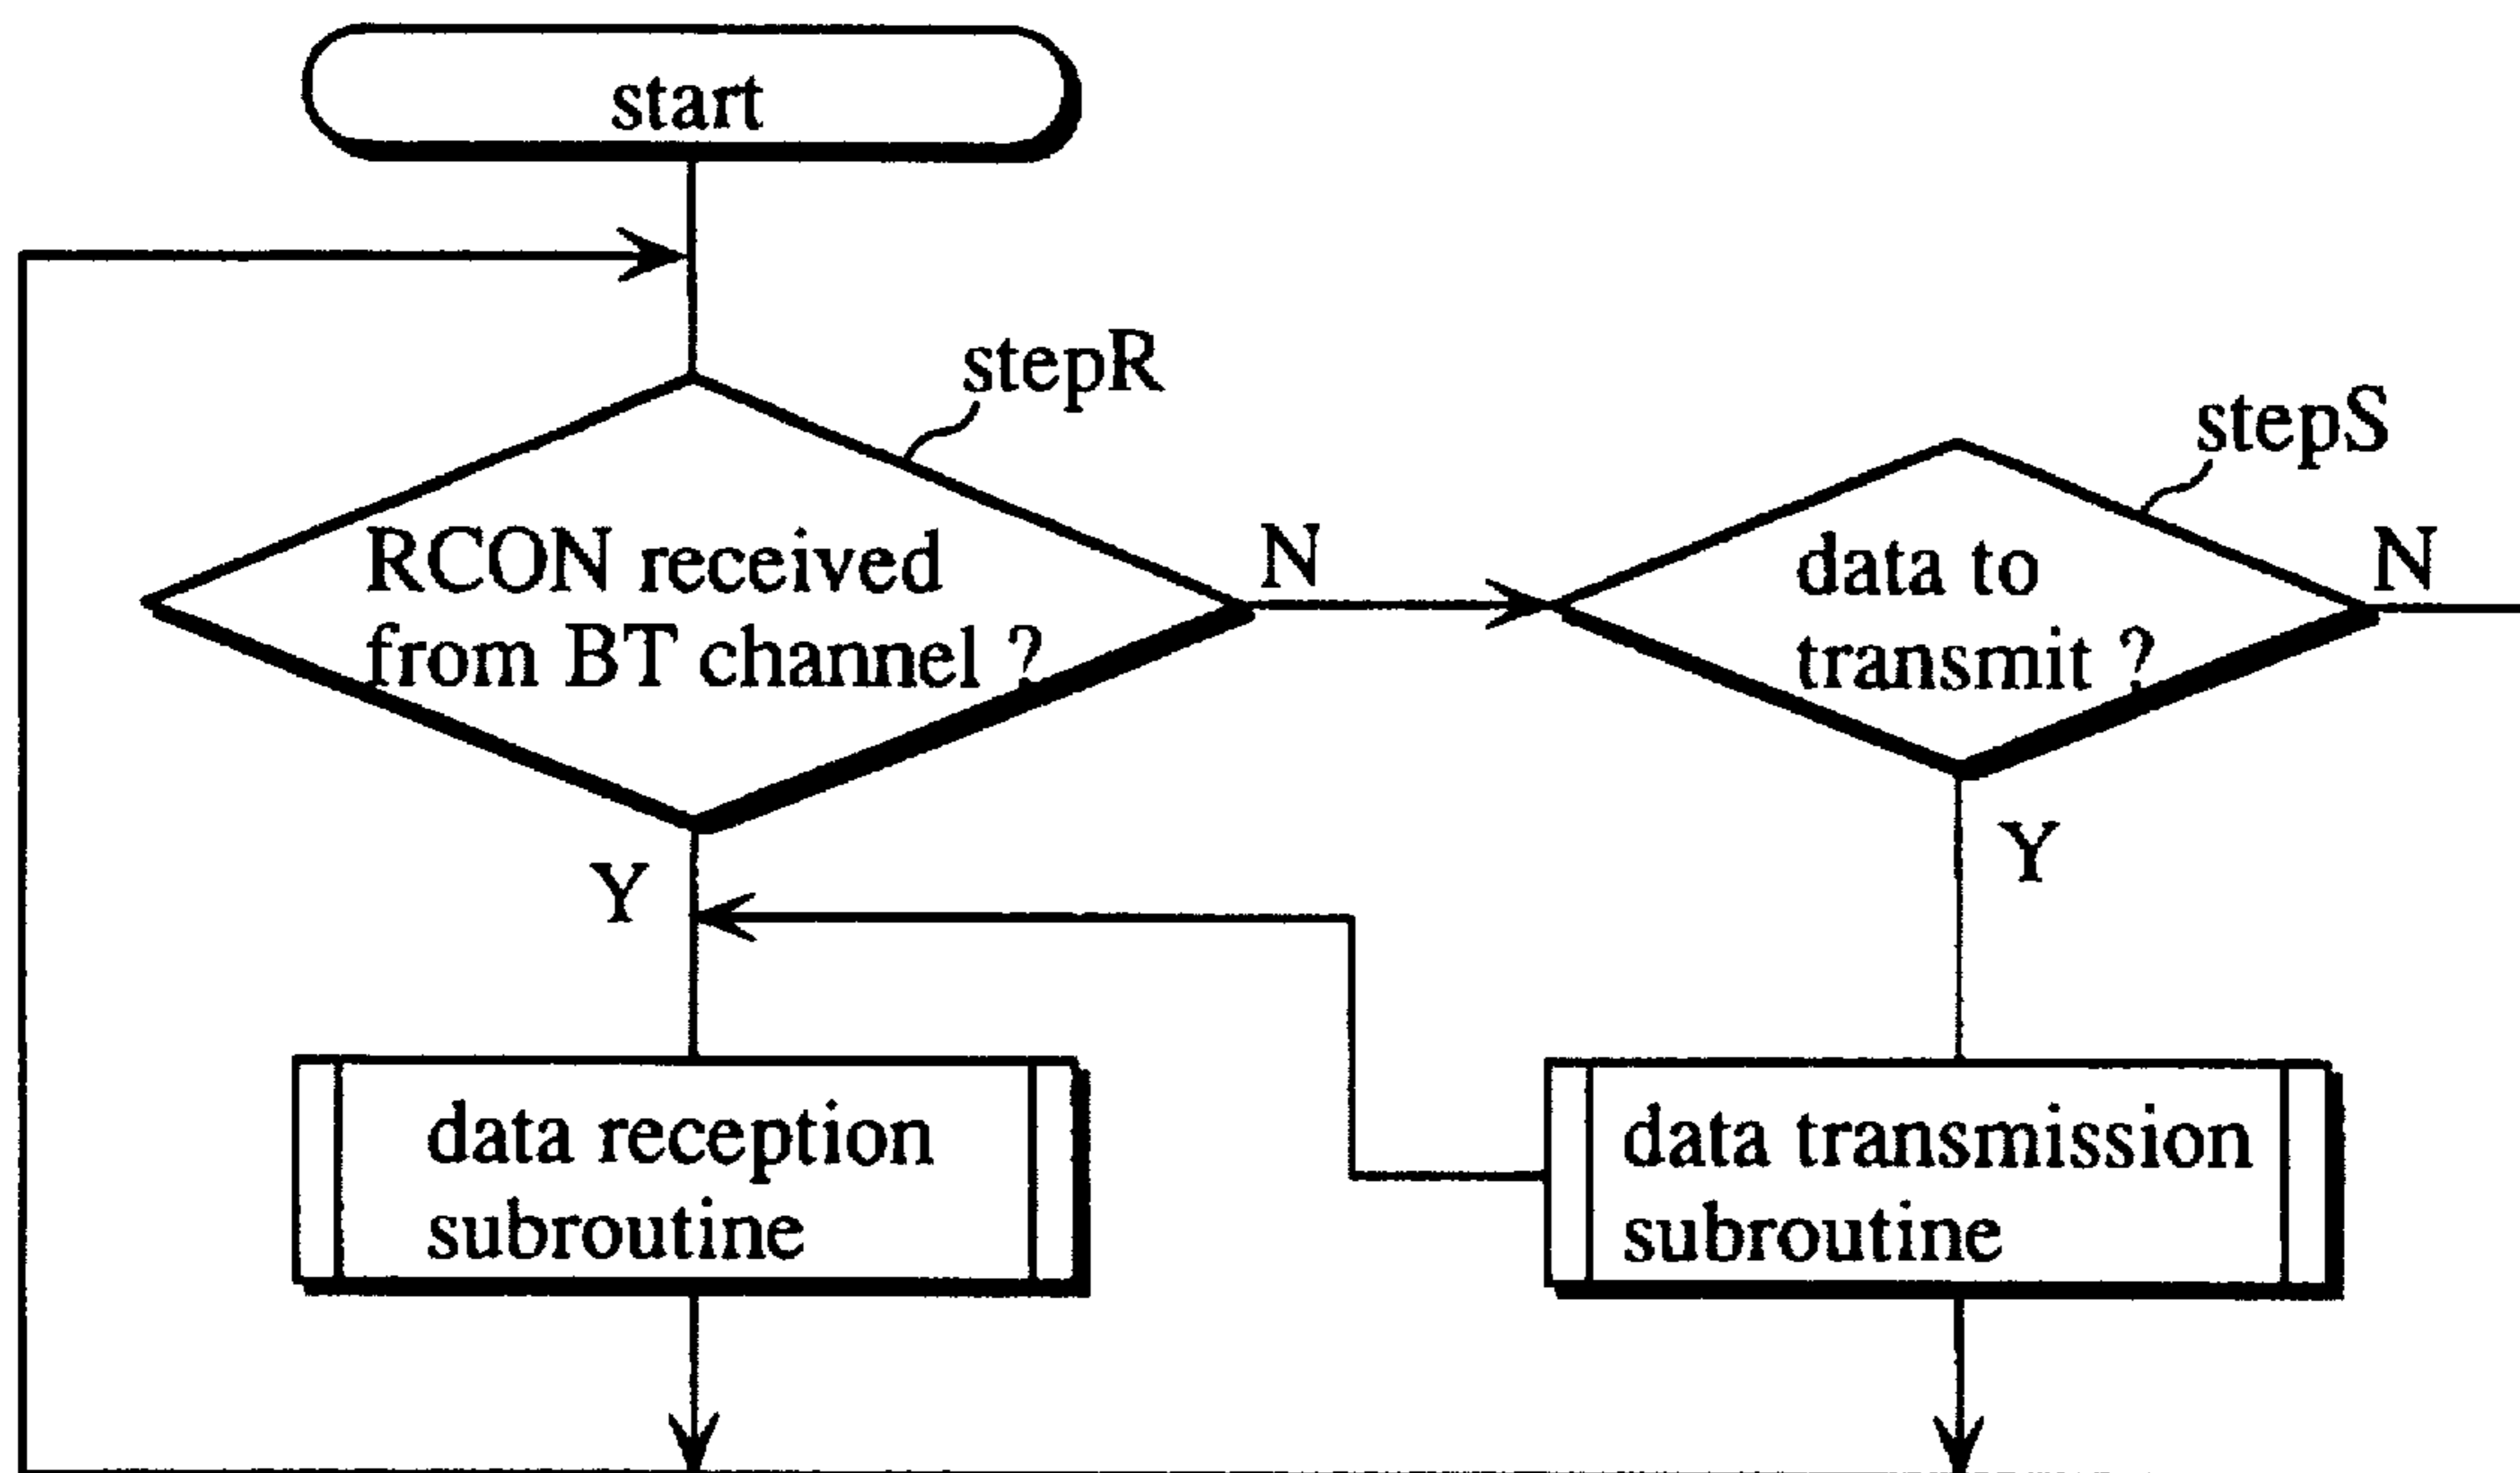 start
stepR
RCON received
from BT channel ?
N
stepS
data to
transmit ?
N
Y
Y
data reception
subroutine
data transmission
subroutine